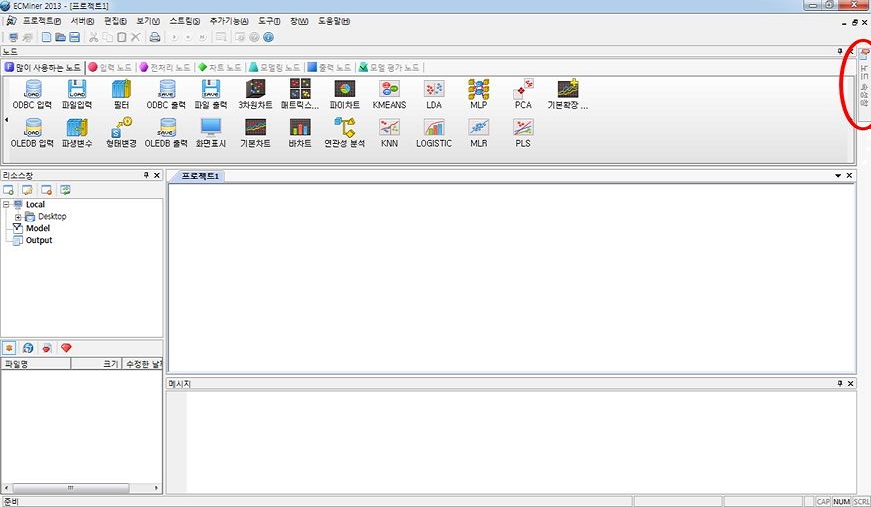 ECMiner 2013 - [프로젝트1]
프로젝트(P) 서버(R) 편집(E) 보기(V) 스트림(S) 추가기능(A) 도구(T) 창(W) 도움말(H)
노드
많이 사용하는 노드 입력 노드 전처리 노드 차트 노드 모델링 노드 출력 노드 모델 평가 노드
ODBC 입력 파일입력 필터 ODBC 출력 파일 출력 3차원차트 매트릭스... 파이차트 KMEANS LDA MLP PCA 기본확장 ...
OLEDB 입력 파생변수 형태변경 OLEDB 출력 화면표시 기본차트 바차트 연관성 분석 KNN LOGISTIC MLR PLS
노드 속성창
리소스창
프로젝트1
Local
Desktop
Model
Output
파일명 크기 수정한 날
메시지
준비
CAP NUM SCRL